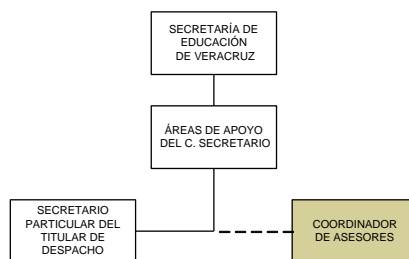 SECRETARÍA DE
EDUCACIÓN
DE VERACRUZ
ÁREAS DE APOYO
DEL C. SECRETARIO
SECRETARIO
PARTICULAR DEL
TITULAR DE
DESPACHO
COORDINADOR
DE ASESORES